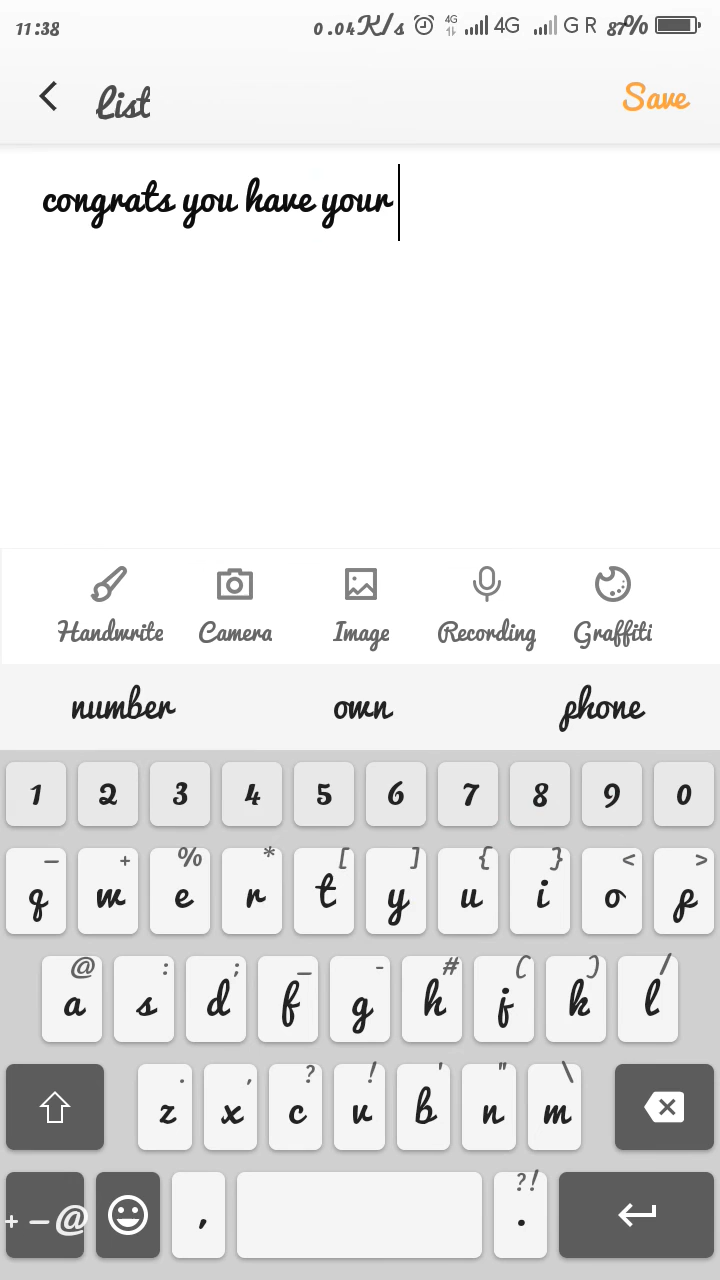 11:38 0.04K/s 4G 4G G R 87%
List Save
congrats you have your
Handwrite Camera Image Recording Graffiti
number own phone
1 2 3 4 5 6 7 8 9 0
— + % * [ ] { } < >
q w e r t y u i o p
@ : ; _ - # ( ) /
a s d f g h j k l
. , ? ! ' " \
z x c v b n m
?!
+—@ , .